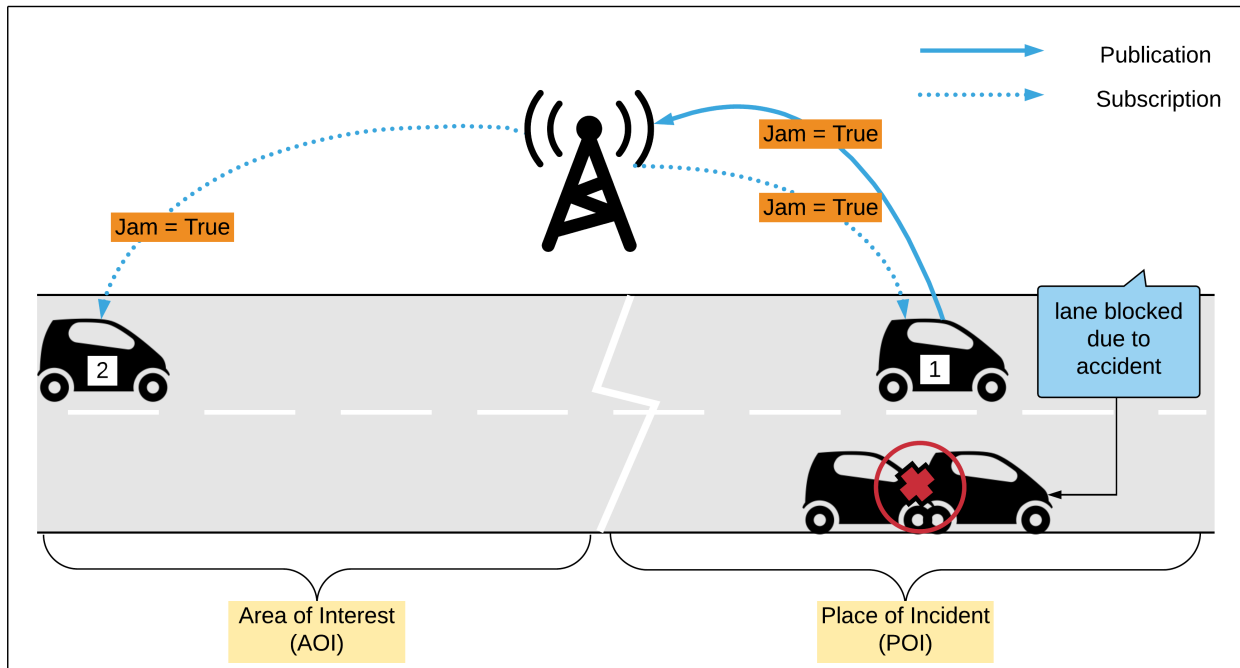 Publication
Subscription
Jam = True
Jam = True
Jam = True
lane blocked
due to
accident
2
1
Area of Interest
(AOI)
Place of Incident
(POI)